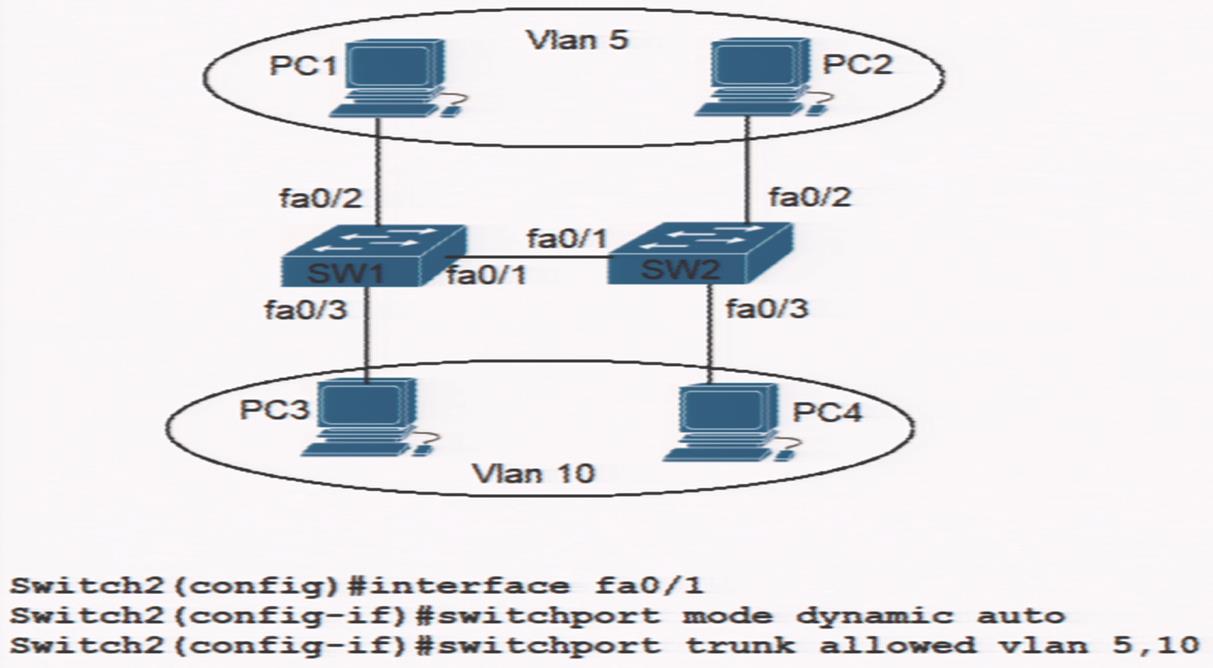 Vlan 5
PC1
PC2
fa0/2
fa0/2
fa0/1
SW1
SW2
fa0/1
fa0/3
fa0/3
PC3
PC4
Vlan 10
Switch2(config)#interface fa0/1
Switch2(config-if)#switchport mode dynamic auto
Switch2(config-if)#switchport trunk allowed vlan 5,10